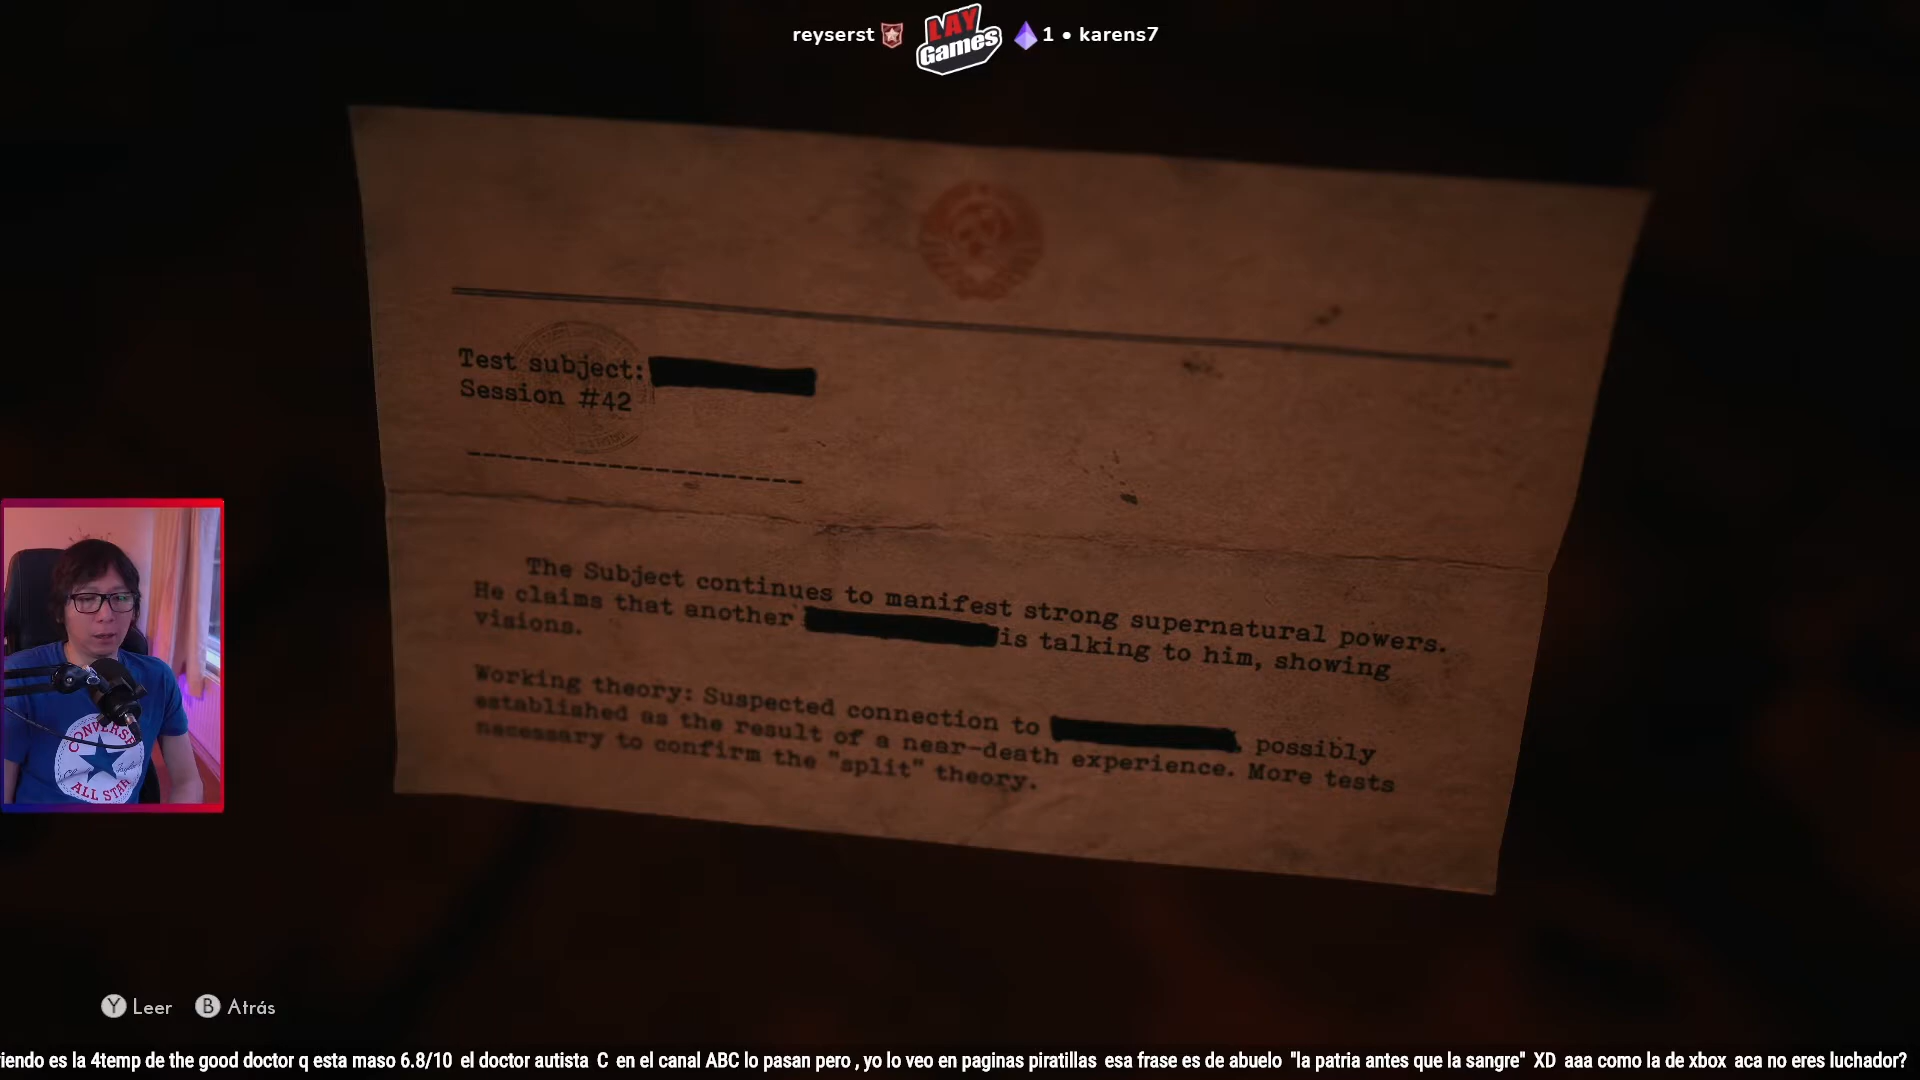 reyserst
LAY
Games
1 • karens7
Test subject:
Session #42
The Subject continues to manifest strong supernatural powers.
He claims that another is talking to him, showing
visions.
Working theory: Suspected connection to , possibly
established as the result of a near-death experience. More tests
necessary to confirm the "split" theory.
CONVERSE
ALL STAR
Y Leer B Atrás
iendo es la 4temp de the good doctor q esta maso 6.8/10 el doctor autista C en el canal ABC lo pasan pero , yo lo veo en paginas piratillas esa frase es de abuelo "la patria antes que la sangre" XD aaa como la de xbox aca no eres luchador?